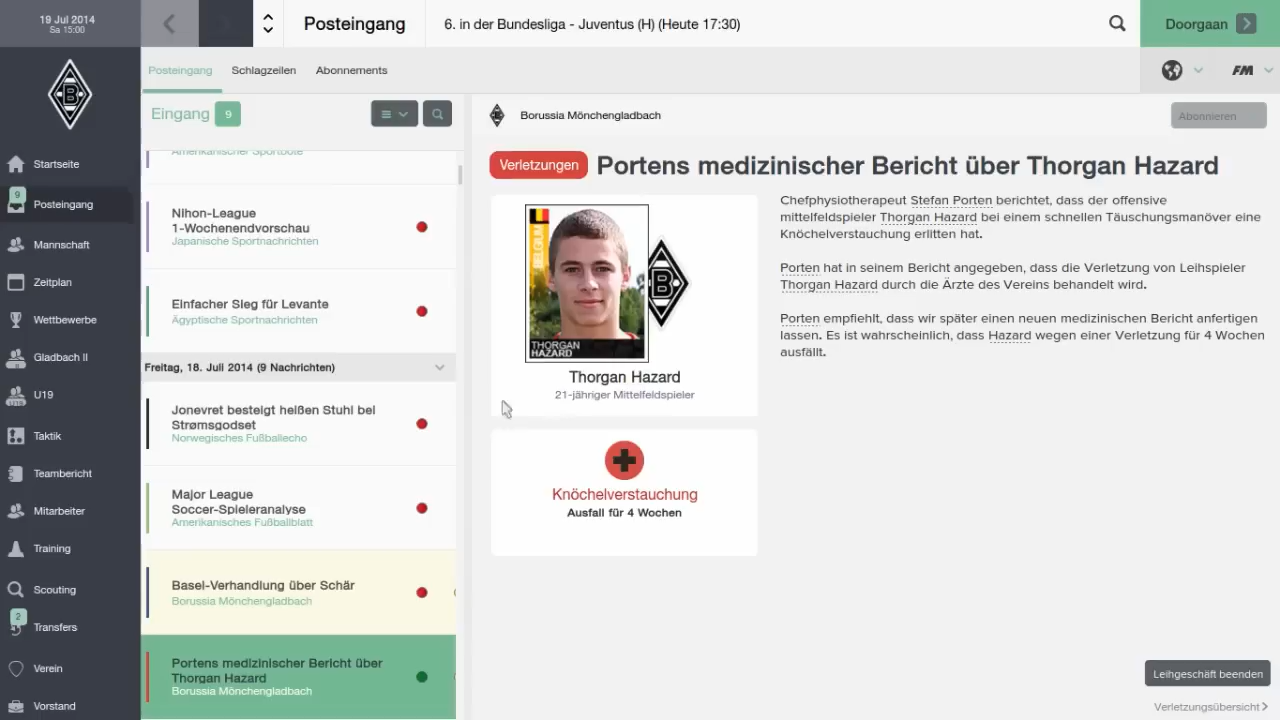 19 Jul 2014
Sa 15:00
Posteingang
6. in der Bundesliga - Juventus (H) (Heute 17:30)
Doorgaan
Posteingang
Schlagzeilen
Abonnements
FM
Eingang
9
Borussia Mönchengladbach
Abonnieren
Startseite
9
Posteingang
Mannschaft
Zeitplan
Wettbewerbe
Gladbach II
U19
Taktik
Teambericht
Mitarbeiter
Training
Scouting
2
Transfers
Verein
Vorstand
Amerikanischer Sportbote
Nihon-League
1-Wochenendvorschau
Japanische Sportnachrichten
Einfacher Sieg für Levante
Ägyptische Sportnachrichten
Freitag, 18. Juli 2014 (9 Nachrichten)
Jonevret besteigt heißen Stuhl bei
Strømsgodset
Norwegisches Fußballecho
Major League
Soccer-Spieleranalyse
Amerikanisches Fußballblatt
Basel-Verhandlung über Schär
Borussia Mönchengladbach
Portens medizinischer Bericht über
Thorgan Hazard
Borussia Mönchengladbach
Verletzungen
Portens medizinischer Bericht über Thorgan Hazard
BELGIUM
THORGAN
HAZARD
B
Thorgan Hazard
21-jähriger Mittelfeldspieler
Knöchelverstauchung
Ausfall für 4 Wochen
Chefphysiotherapeut Stefan Porten berichtet, dass der offensive
mittelfeldspieler Thorgan Hazard bei einem schnellen Täuschungsmanöver eine
Knöchelverstauchung erlitten hat.
Porten hat in seinem Bericht angegeben, dass die Verletzung von Leihspieler
Thorgan Hazard durch die Ärzte des Vereins behandelt wird.
Porten empfiehlt, dass wir später einen neuen medizinischen Bericht anfertigen
lassen. Es ist wahrscheinlich, dass Hazard wegen einer Verletzung für 4 Wochen
ausfällt.
Leihgeschäft beenden
Verletzungsübersicht